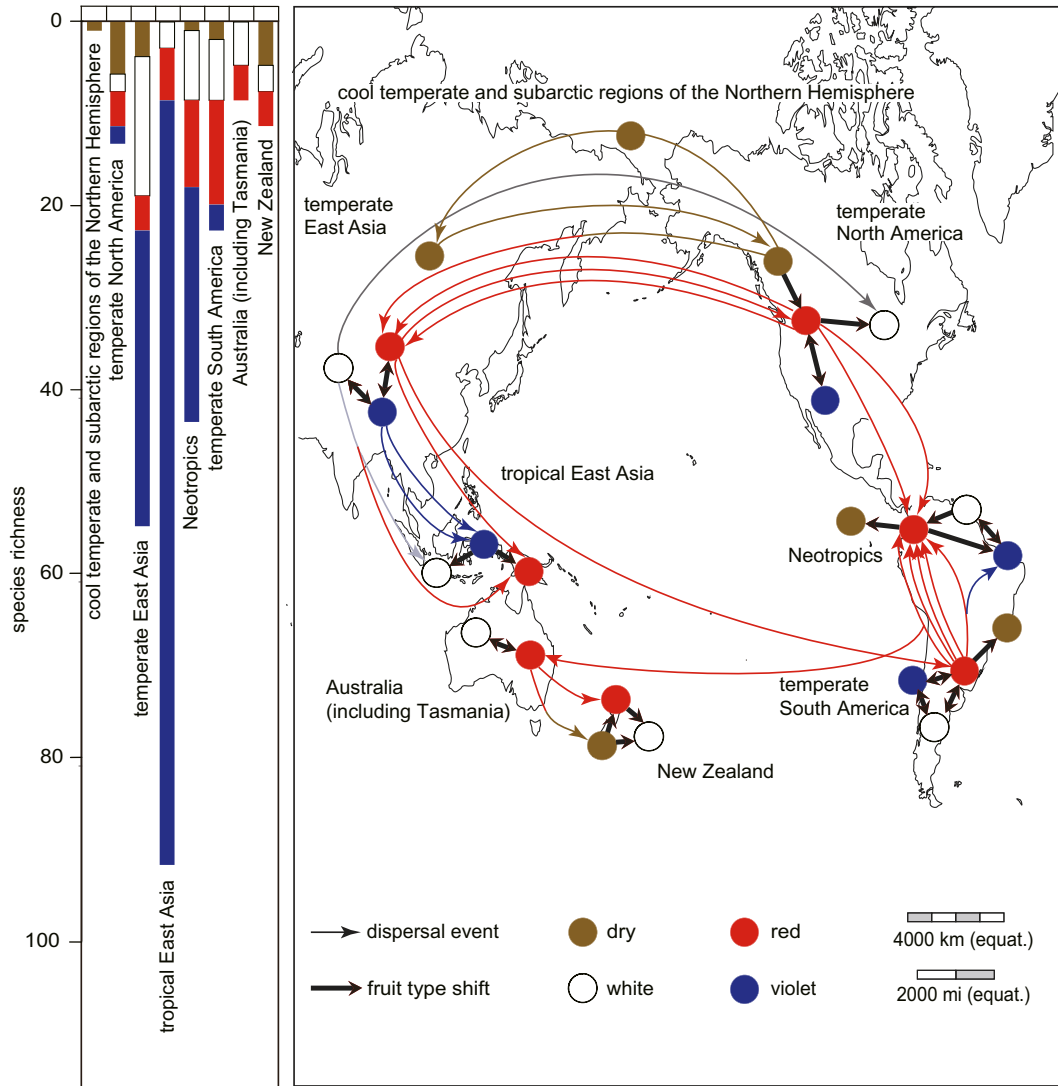 species richness
0
20
40
60
80
100
cool temperate and subarctic regions of the Northern Hemisphere
temperate North America
temperate East Asia
tropical East Asia
Neotropics
temperate South America
Australia (including Tasmania)
New Zealand
cool temperate and subarctic regions of the Northern Hemisphere
temperate
East Asia
temperate
North America
tropical East Asia
Neotropics
Australia
(including Tasmania)
temperate
South America
New Zealand
dispersal event
dry
red
4000 km (equat.)
fruit type shift
white
violet
2000 mi (equat.)